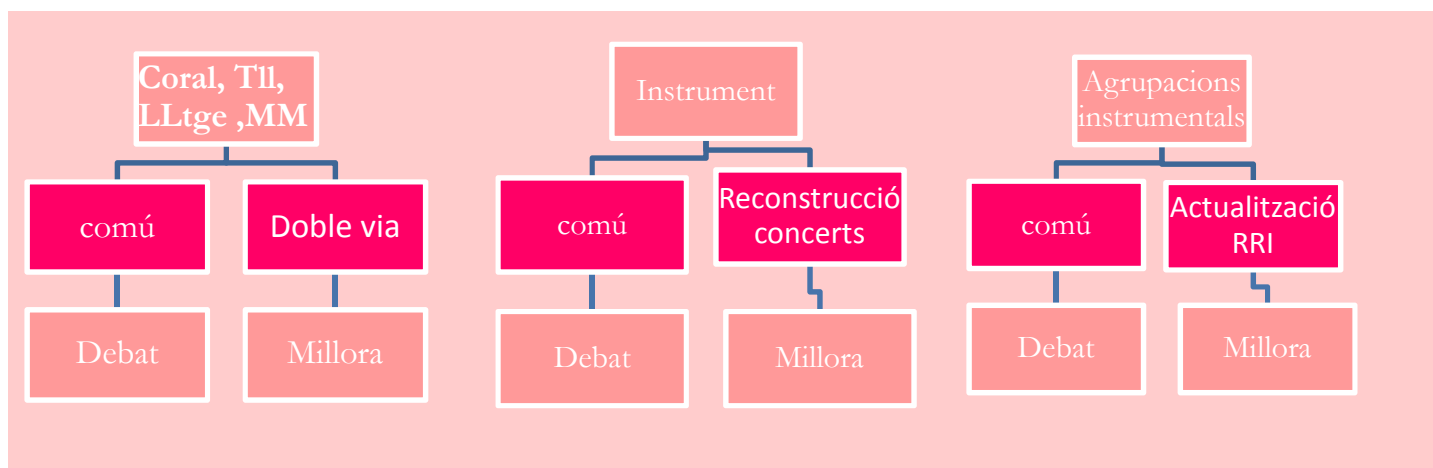 Coral, Tll,
LLtge ,MM
comú
Doble via
Debat
Millora
Instrument
comú
Reconstrucció
concerts
Debat
Millora
Agrupacions
instrumentals
comú
Actualització
RRI
Debat
Millora